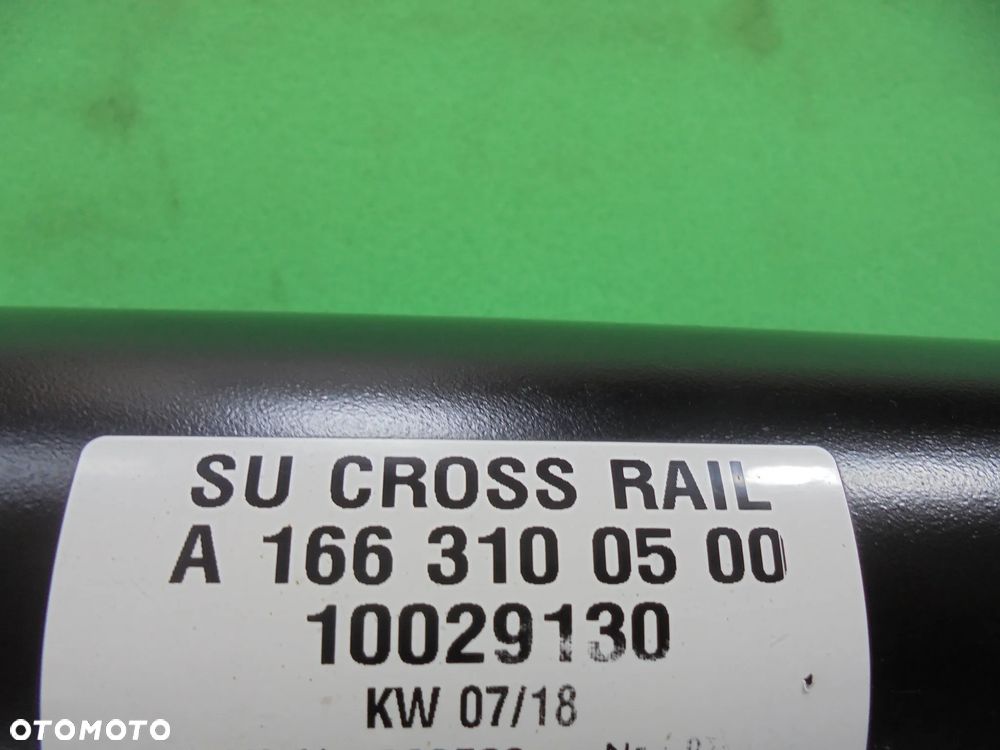 SU CROSS RAIL
A 166 310 05 00
10029130
KW 07/18
OTOMOTO